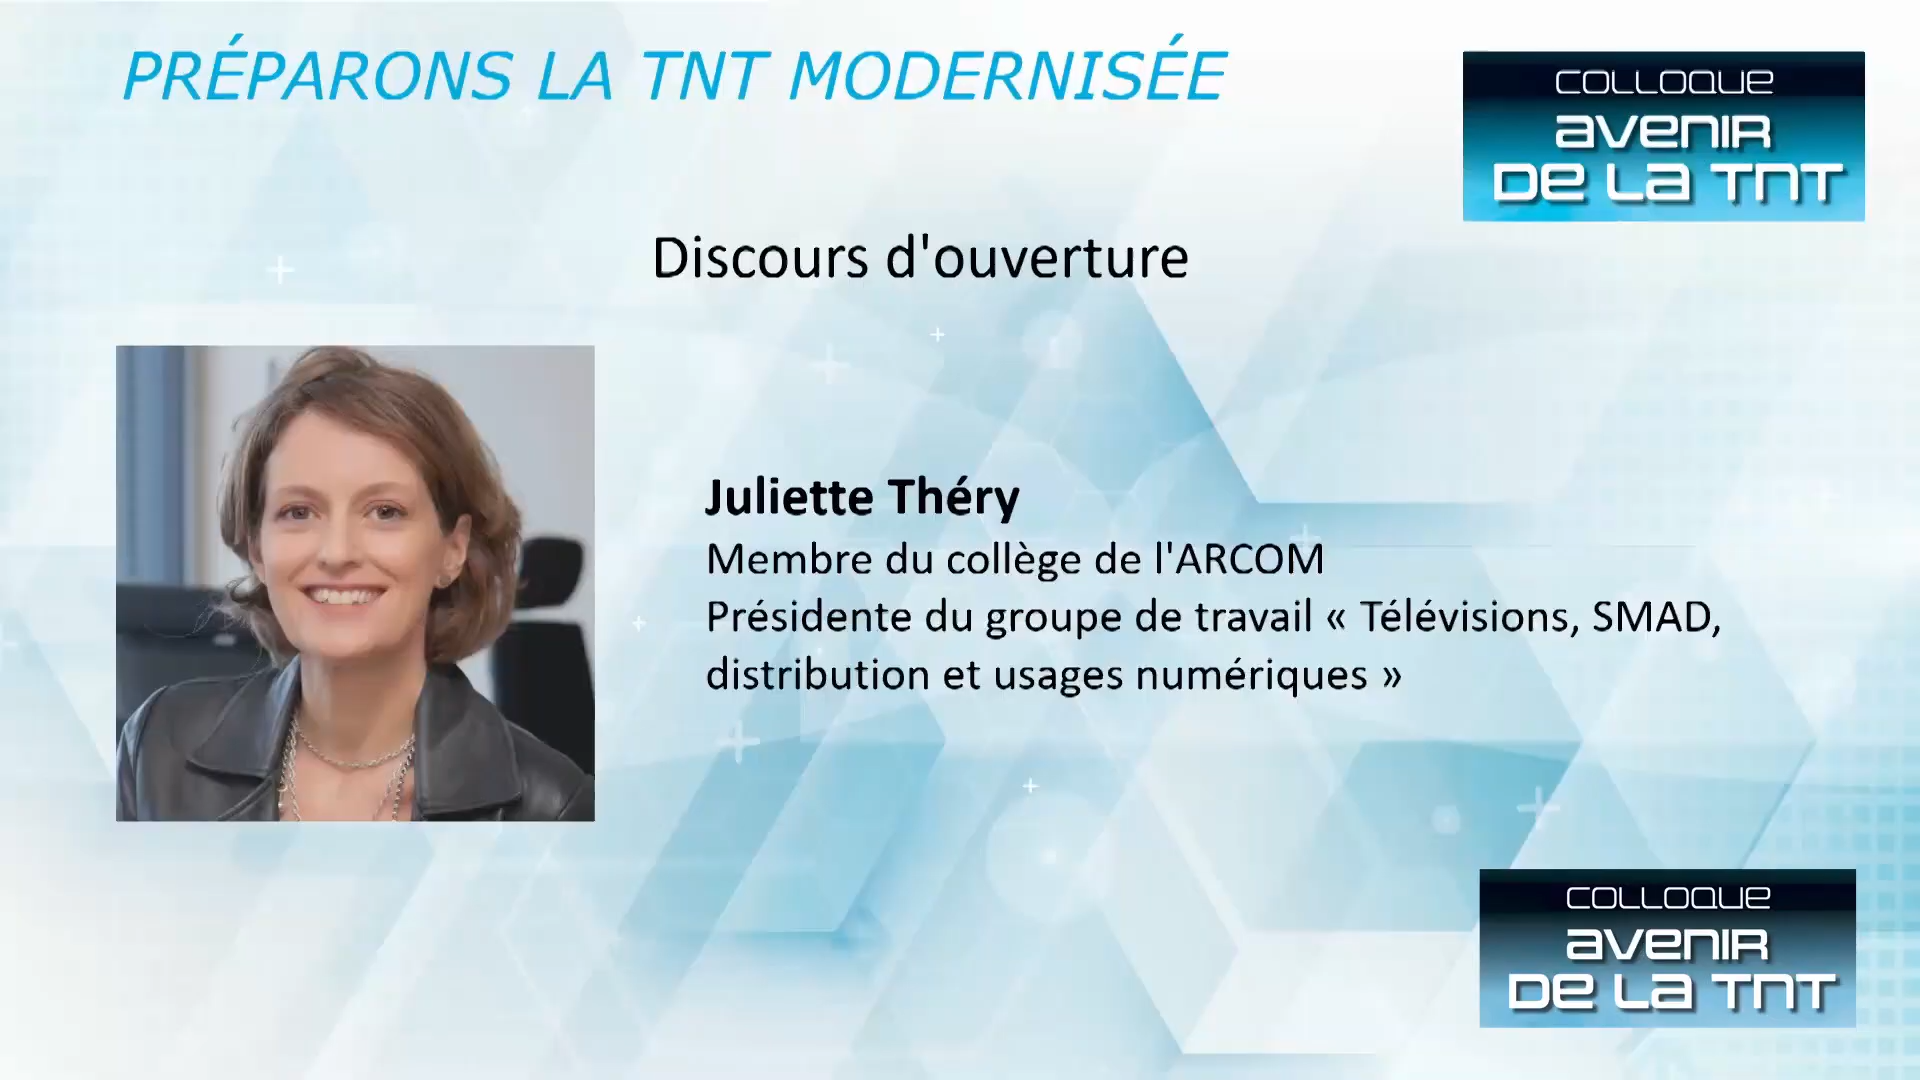 PRÉPARONS LA TNT MODERNISÉE
COLLOQUE
AVENIR
DE LA TNT
Discours d'ouverture
Juliette Théry
Membre du collège de l'ARCOM
Présidente du groupe de travail « Télévisions, SMAD,
distribution et usages numériques »
COLLOQUE
AVENIR
DE LA TNT